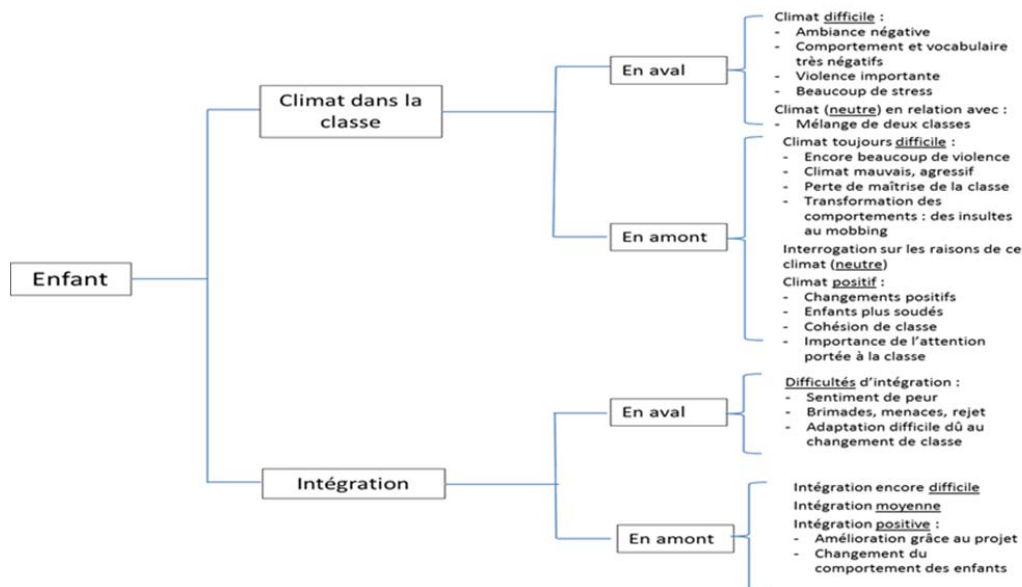 Enfant
Climat dans la
classe
En aval
Climat difficile :
- Ambiance négative
- Comportement et vocabulaire
très négatifs
- Violence importante
- Beaucoup de stress
Climat (neutre) en relation avec :
- Mélange de deux classes
En amont
Climat toujours difficile :
- Encore beaucoup de violence
- Climat mauvais, agressif
- Perte de maîtrise de la classe
- Transformation des
comportements : des insultes
au mobbing
Interrogation sur les raisons de ce
climat (neutre)
Climat positif :
- Changements positifs
- Enfants plus soudés
- Cohésion de classe
- Importance de l'attention
portée à la classe
Intégration
En aval
Difficultés d'intégration :
- Sentiment de peur
- Brimades, menaces, rejet
- Adaptation difficile dû au
changement de classe
En amont
Intégration encore difficile
Intégration moyenne
Intégration positive :
- Amélioration grâce au projet
- Changement du
comportement des enfants